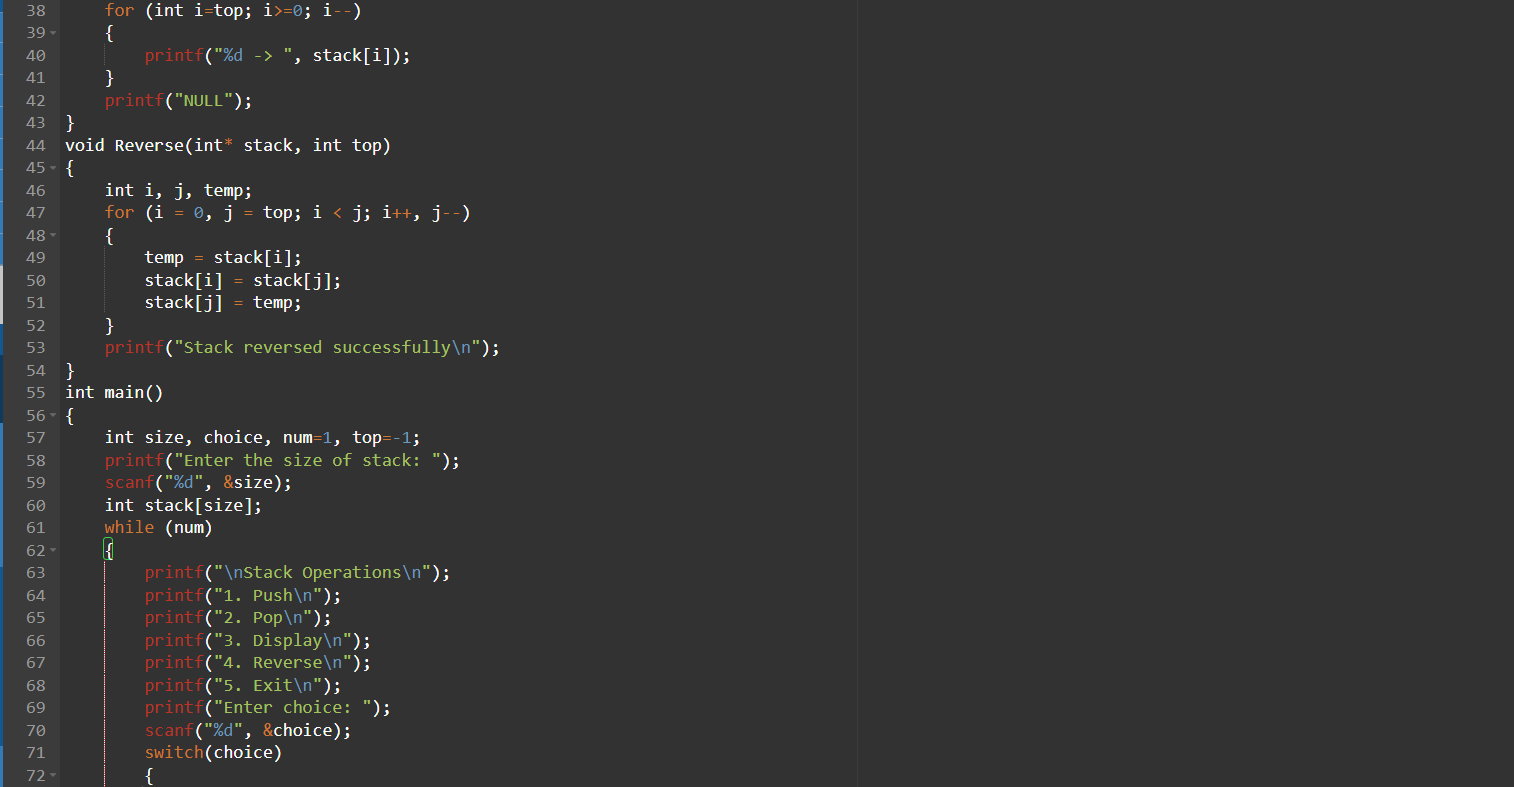 38 for (int i=top; i>=0; i--)
39 {
40 printf("%d -> ", stack[i]);
41 }
42 printf("NULL");
43 }
44 void Reverse(int* stack, int top)
45 {
46 int i, j, temp;
47 for (i = 0, j = top; i < j; i++, j--)
48 {
49 temp = stack[i];
50 stack[i] = stack[j];
51 stack[j] = temp;
52 }
53 printf("Stack reversed successfully\n");
54 }
55 int main()
56 {
57 int size, choice, num=1, top=-1;
58 printf("Enter the size of stack: ");
59 scanf("%d", &size);
60 int stack[size];
61 while (num)
62 {
63 printf("\nStack Operations\n");
64 printf("1. Push\n");
65 printf("2. Pop\n");
66 printf("3. Display\n");
67 printf("4. Reverse\n");
68 printf("5. Exit\n");
69 printf("Enter choice: ");
70 scanf("%d", &choice);
71 switch(choice)
72 {